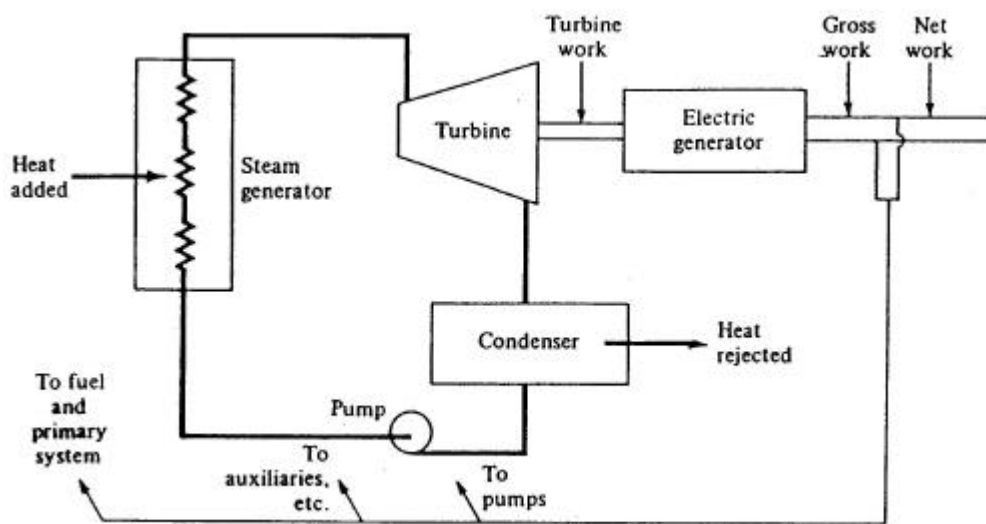 Turbine
work
Gross
work
Net
work
Turbine
Electric
generator
Heat
added
Steam
generator
Condenser
Heat
rejected
To fuel
and
primary
system
Pump
To
auxiliaries,
etc.
To
pumps